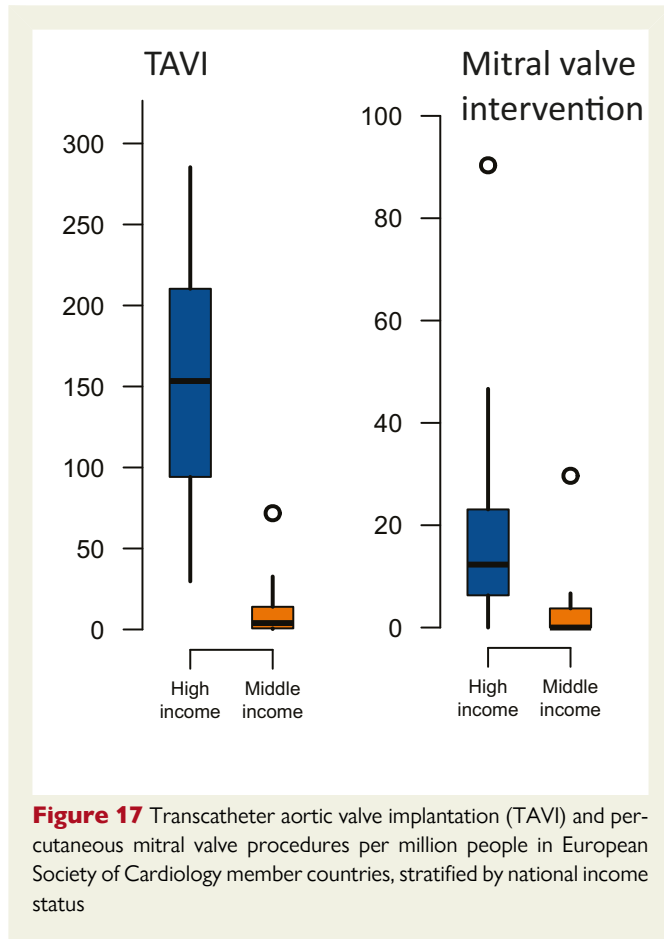 TAVI
300
250
200
150
100
50
0
High
income
Middle
income
Mitral valve
intervention
100
80
60
40
20
0
High
income
Middle
income
Figure 17 Transcatheter aortic valve implantation (TAVI) and per-
cutaneous mitral valve procedures per million people in European
Society of Cardiology member countries, stratified by national income
status